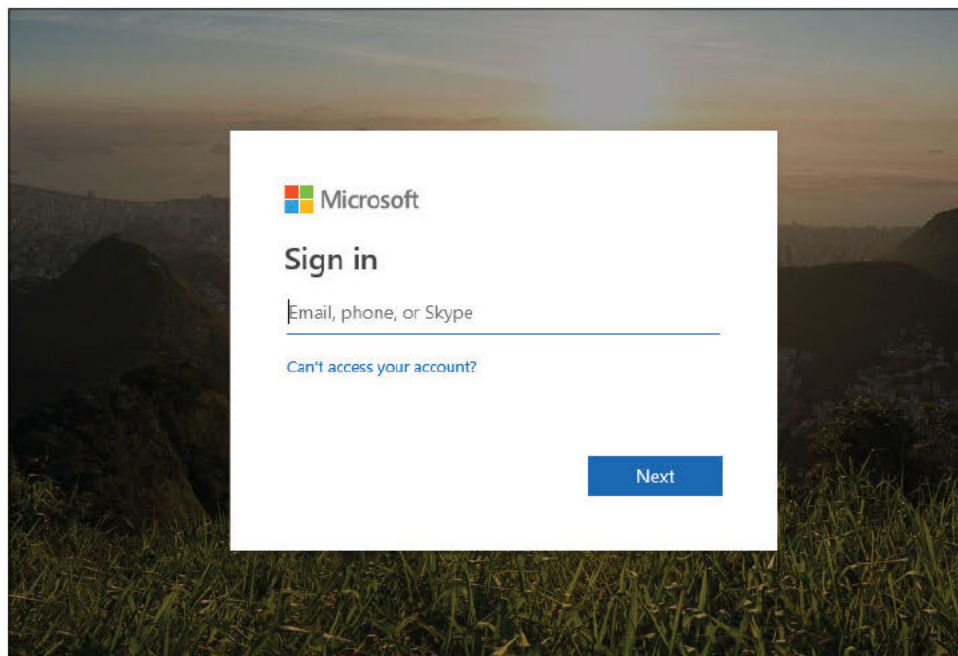 Microsoft
Sign in
Email, phone, or Skype
Can't access your account?
Next